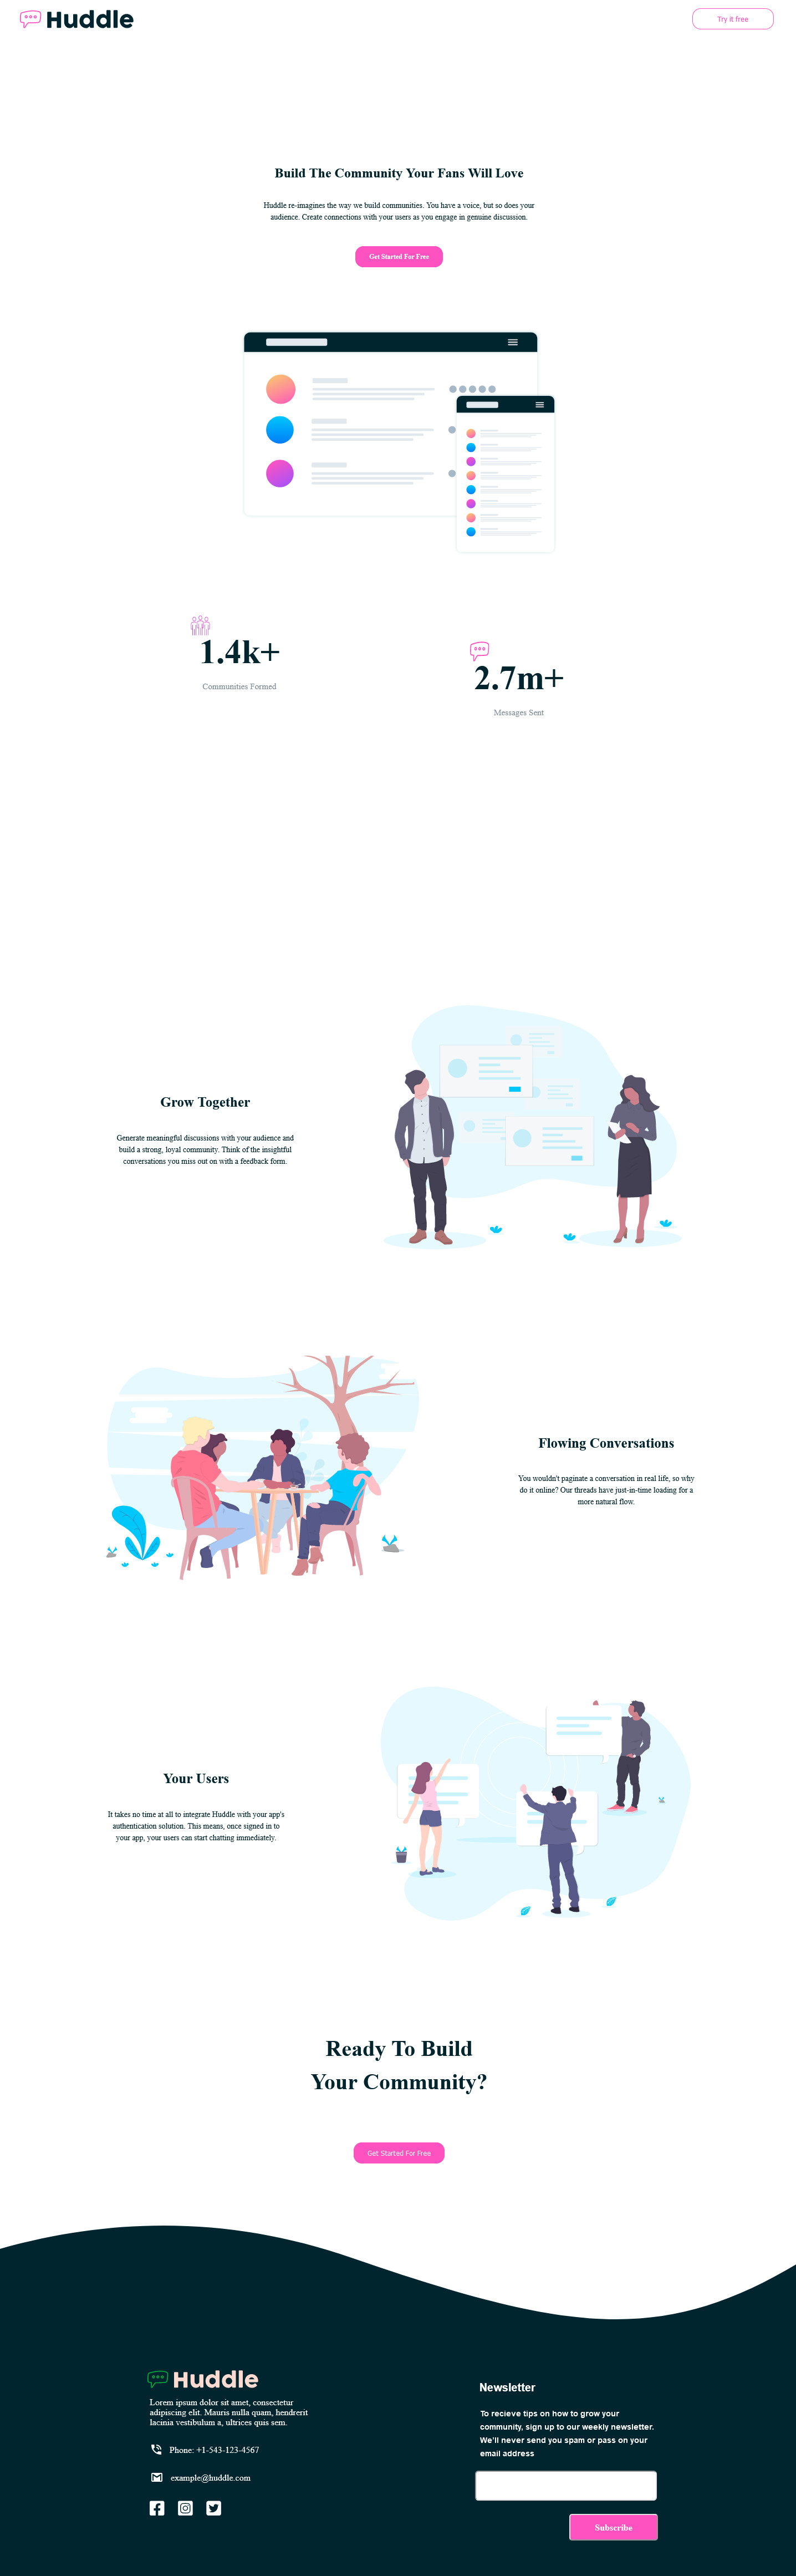 Huddle
Try it free
Build The Community Your Fans Will Love
Huddle re-imagines the way we build communities. You have a voice, but so does your
audience. Create connections with your users as you engage in genuine discussion.
Get Started For Free
1.4k+
Communities Formed
2.7m+
Messages Sent
Grow Together
Generate meaningful discussions with your audience and
build a strong, loyal community. Think of the insightful
conversations you miss out on with a feedback form.
Flowing Conversations
You wouldn't paginate a conversation in real life, so why
do it online? Our threads have just-in-time loading for a
more natural flow.
Your Users
It takes no time at all to integrate Huddle with your app's
authentication solution. This means, once signed in to
your app, your users can start chatting immediately.
Ready To Build
Your Community?
Get Started For Free
Huddle
Lorem ipsum dolor sit amet, consectetur
adipiscing elit. Mauris nulla quam, hendrerit
lacinia vestibulum a, ultrices quis sem.
Phone: +1-543-123-4567
example@huddle.com
Newsletter
To recieve tips on how to grow your
community, sign up to our weekly newsletter.
We'll never send you spam or pass on your
email address
Subscribe